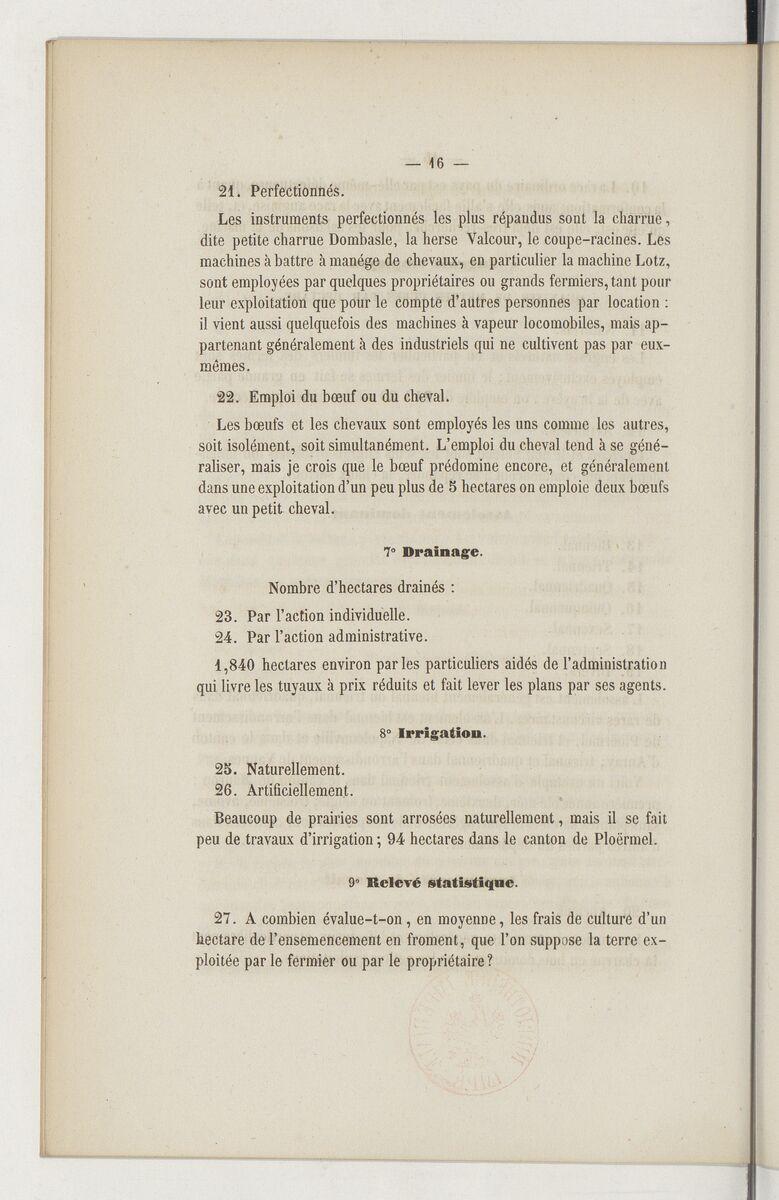 — 16 —
21. Perfectionnés.
Les instruments perfectionnés les plus répandus sont la charrue,
dite petite charrue Dombasle, la herse Valcour, le coupe-racines. Les
machines à battre à manége de chevaux, en particulier la machine Lotz,
sont employées par quelques propriétaires ou grands fermiers, tant pour
leur exploitation que pour le compte d'autres personnes par location :
il vient aussi quelquefois des machines à vapeur locomobiles, mais ap-
partenant généralement à des industriels qui ne cultivent pas par eux-
mêmes.
22. Emploi du bœuf ou du cheval.
Les bœufs et les chevaux sont employés les uns comme les autres,
soit isolément, soit simultanément. L'emploi du cheval tend à se géné-
raliser, mais je crois que le bœuf prédomine encore, et généralement
dans une exploitation d'un peu plus de 5 hectares on emploie deux bœufs
avec un petit cheval.
7° Drainage.
Nombre d'hectares drainés :
23. Par l'action individuelle.
24. Par l'action administrative.
1,840 hectares environ par les particuliers aidés de l'administration
qui livre les tuyaux à prix réduits et fait lever les plans par ses agents.
8° Irrigation.
25. Naturellement.
26. Artificiellement.
Beaucoup de prairies sont arrosées naturellement, mais il se fait
peu de travaux d'irrigation ; 94 hectares dans le canton de Ploërmel.
9° Relevé statistique.
27. A combien évalue-t-on, en moyenne, les frais de culture d'un
hectare de l'ensemencement en froment, que l'on suppose la terre ex-
ploitée par le fermier ou par le propriétaire ?